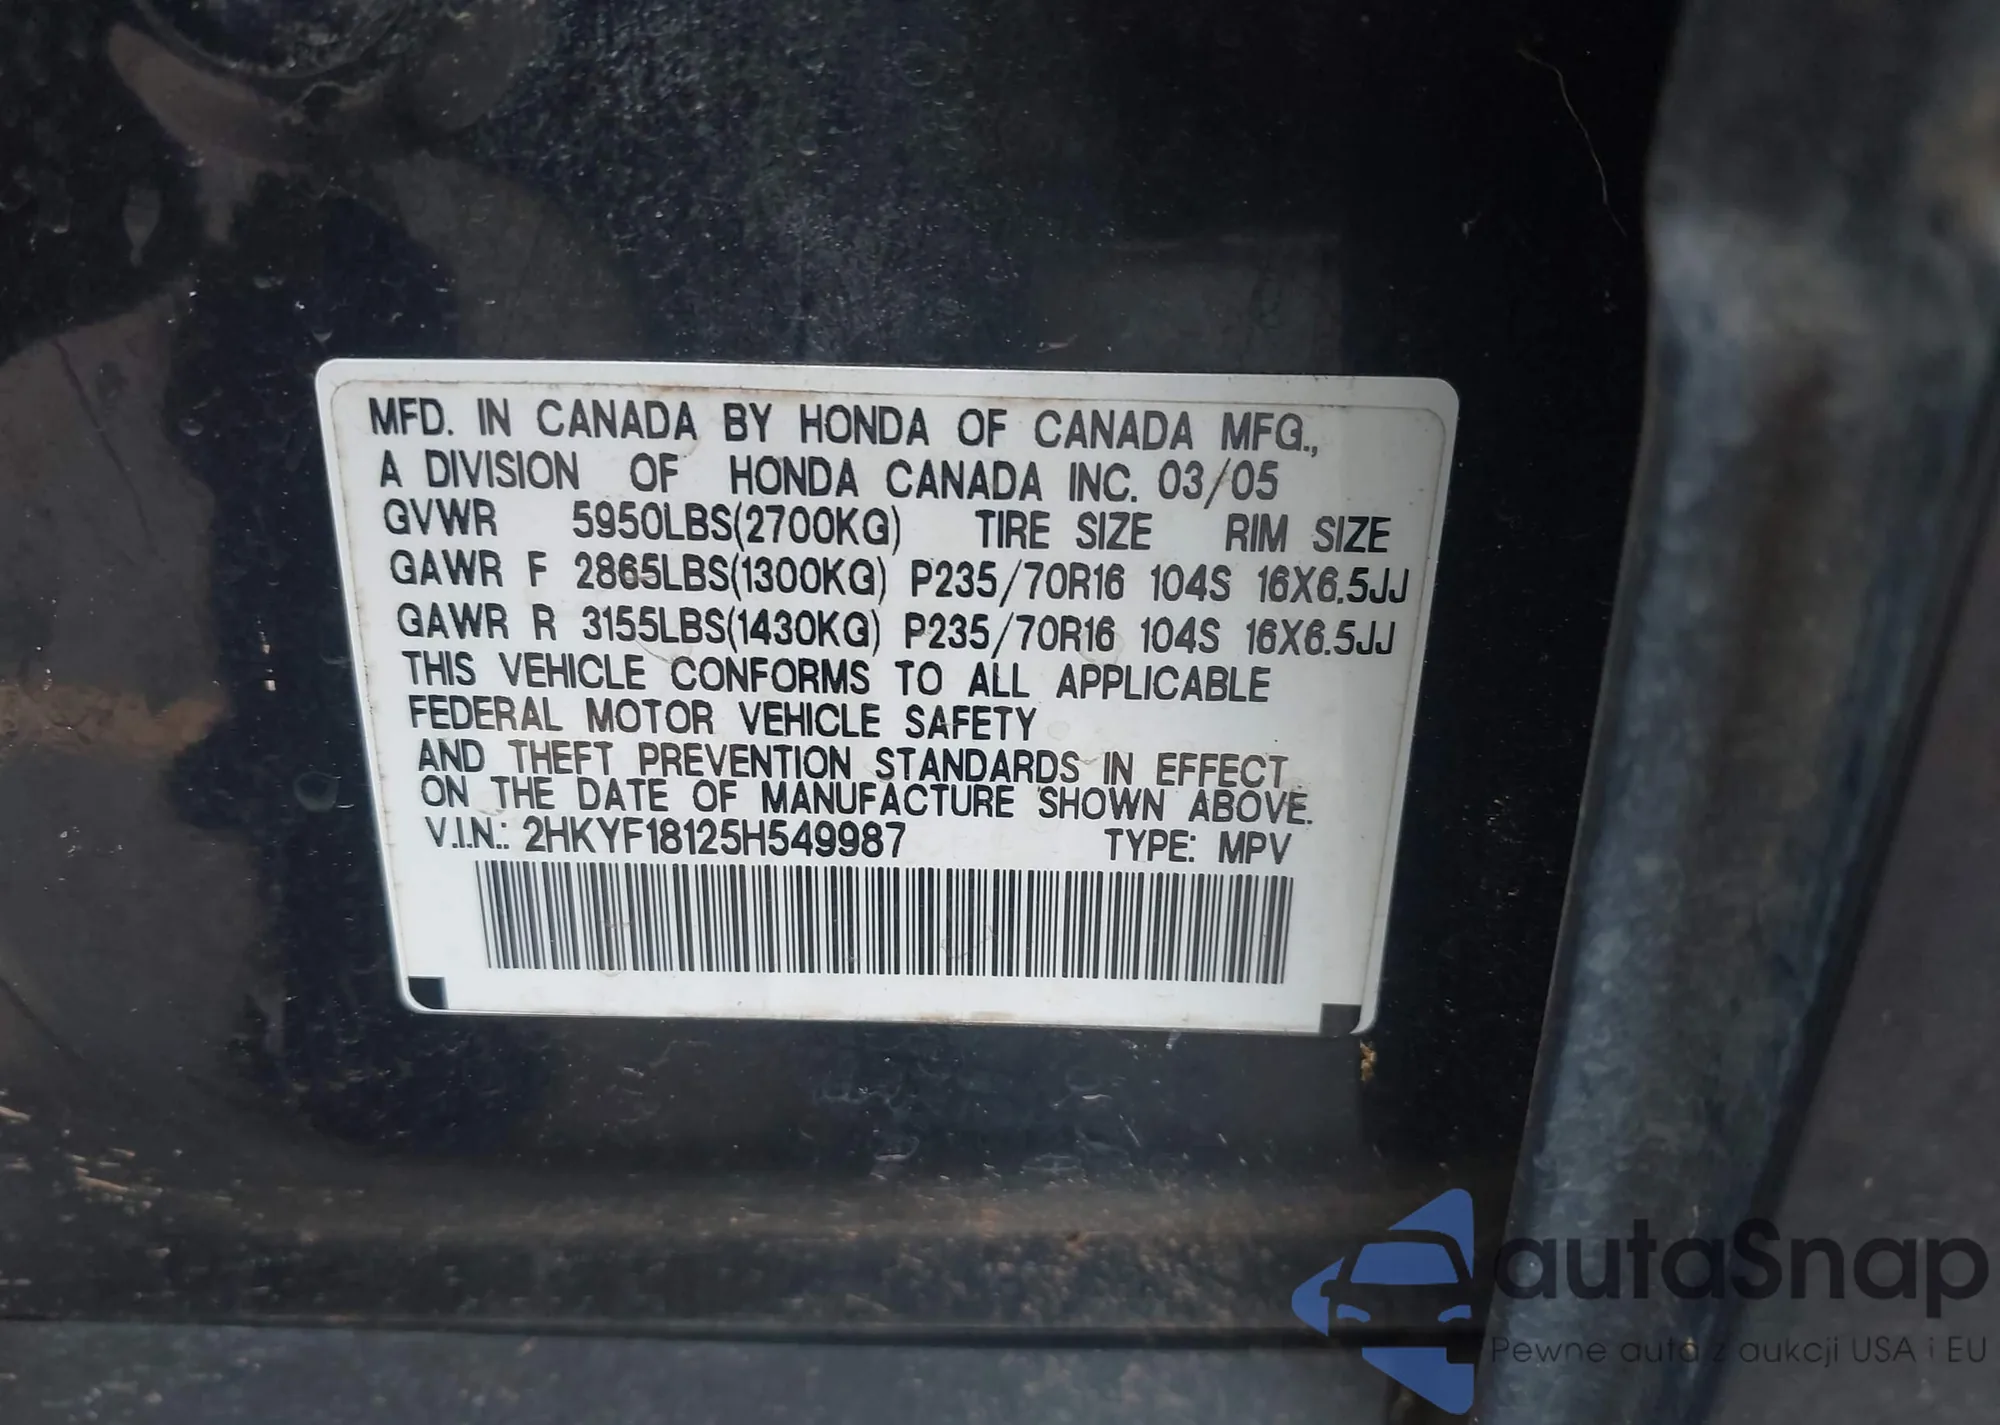 MFD. IN CANADA BY HONDA OF CANADA MFG.,
A DIVISION OF HONDA CANADA INC. 03/05
GVWR 5950LBS(2700KG) TIRE SIZE RIM SIZE
GAWR F 2865LBS(1300KG) P235/70R16 104S 16X6.5JJ
GAWR R 3155LBS(1430KG) P235/70R16 104S 16X6.5JJ
THIS VEHICLE CONFORMS TO ALL APPLICABLE
FEDERAL MOTOR VEHICLE SAFETY
AND THEFT PREVENTION STANDARDS IN EFFECT
ON THE DATE OF MANUFACTURE SHOWN ABOVE.
V.I.N.: 2HKYF18125H549987 TYPE: MPV
autaSnap
Pewne auta z aukcji USA i EU